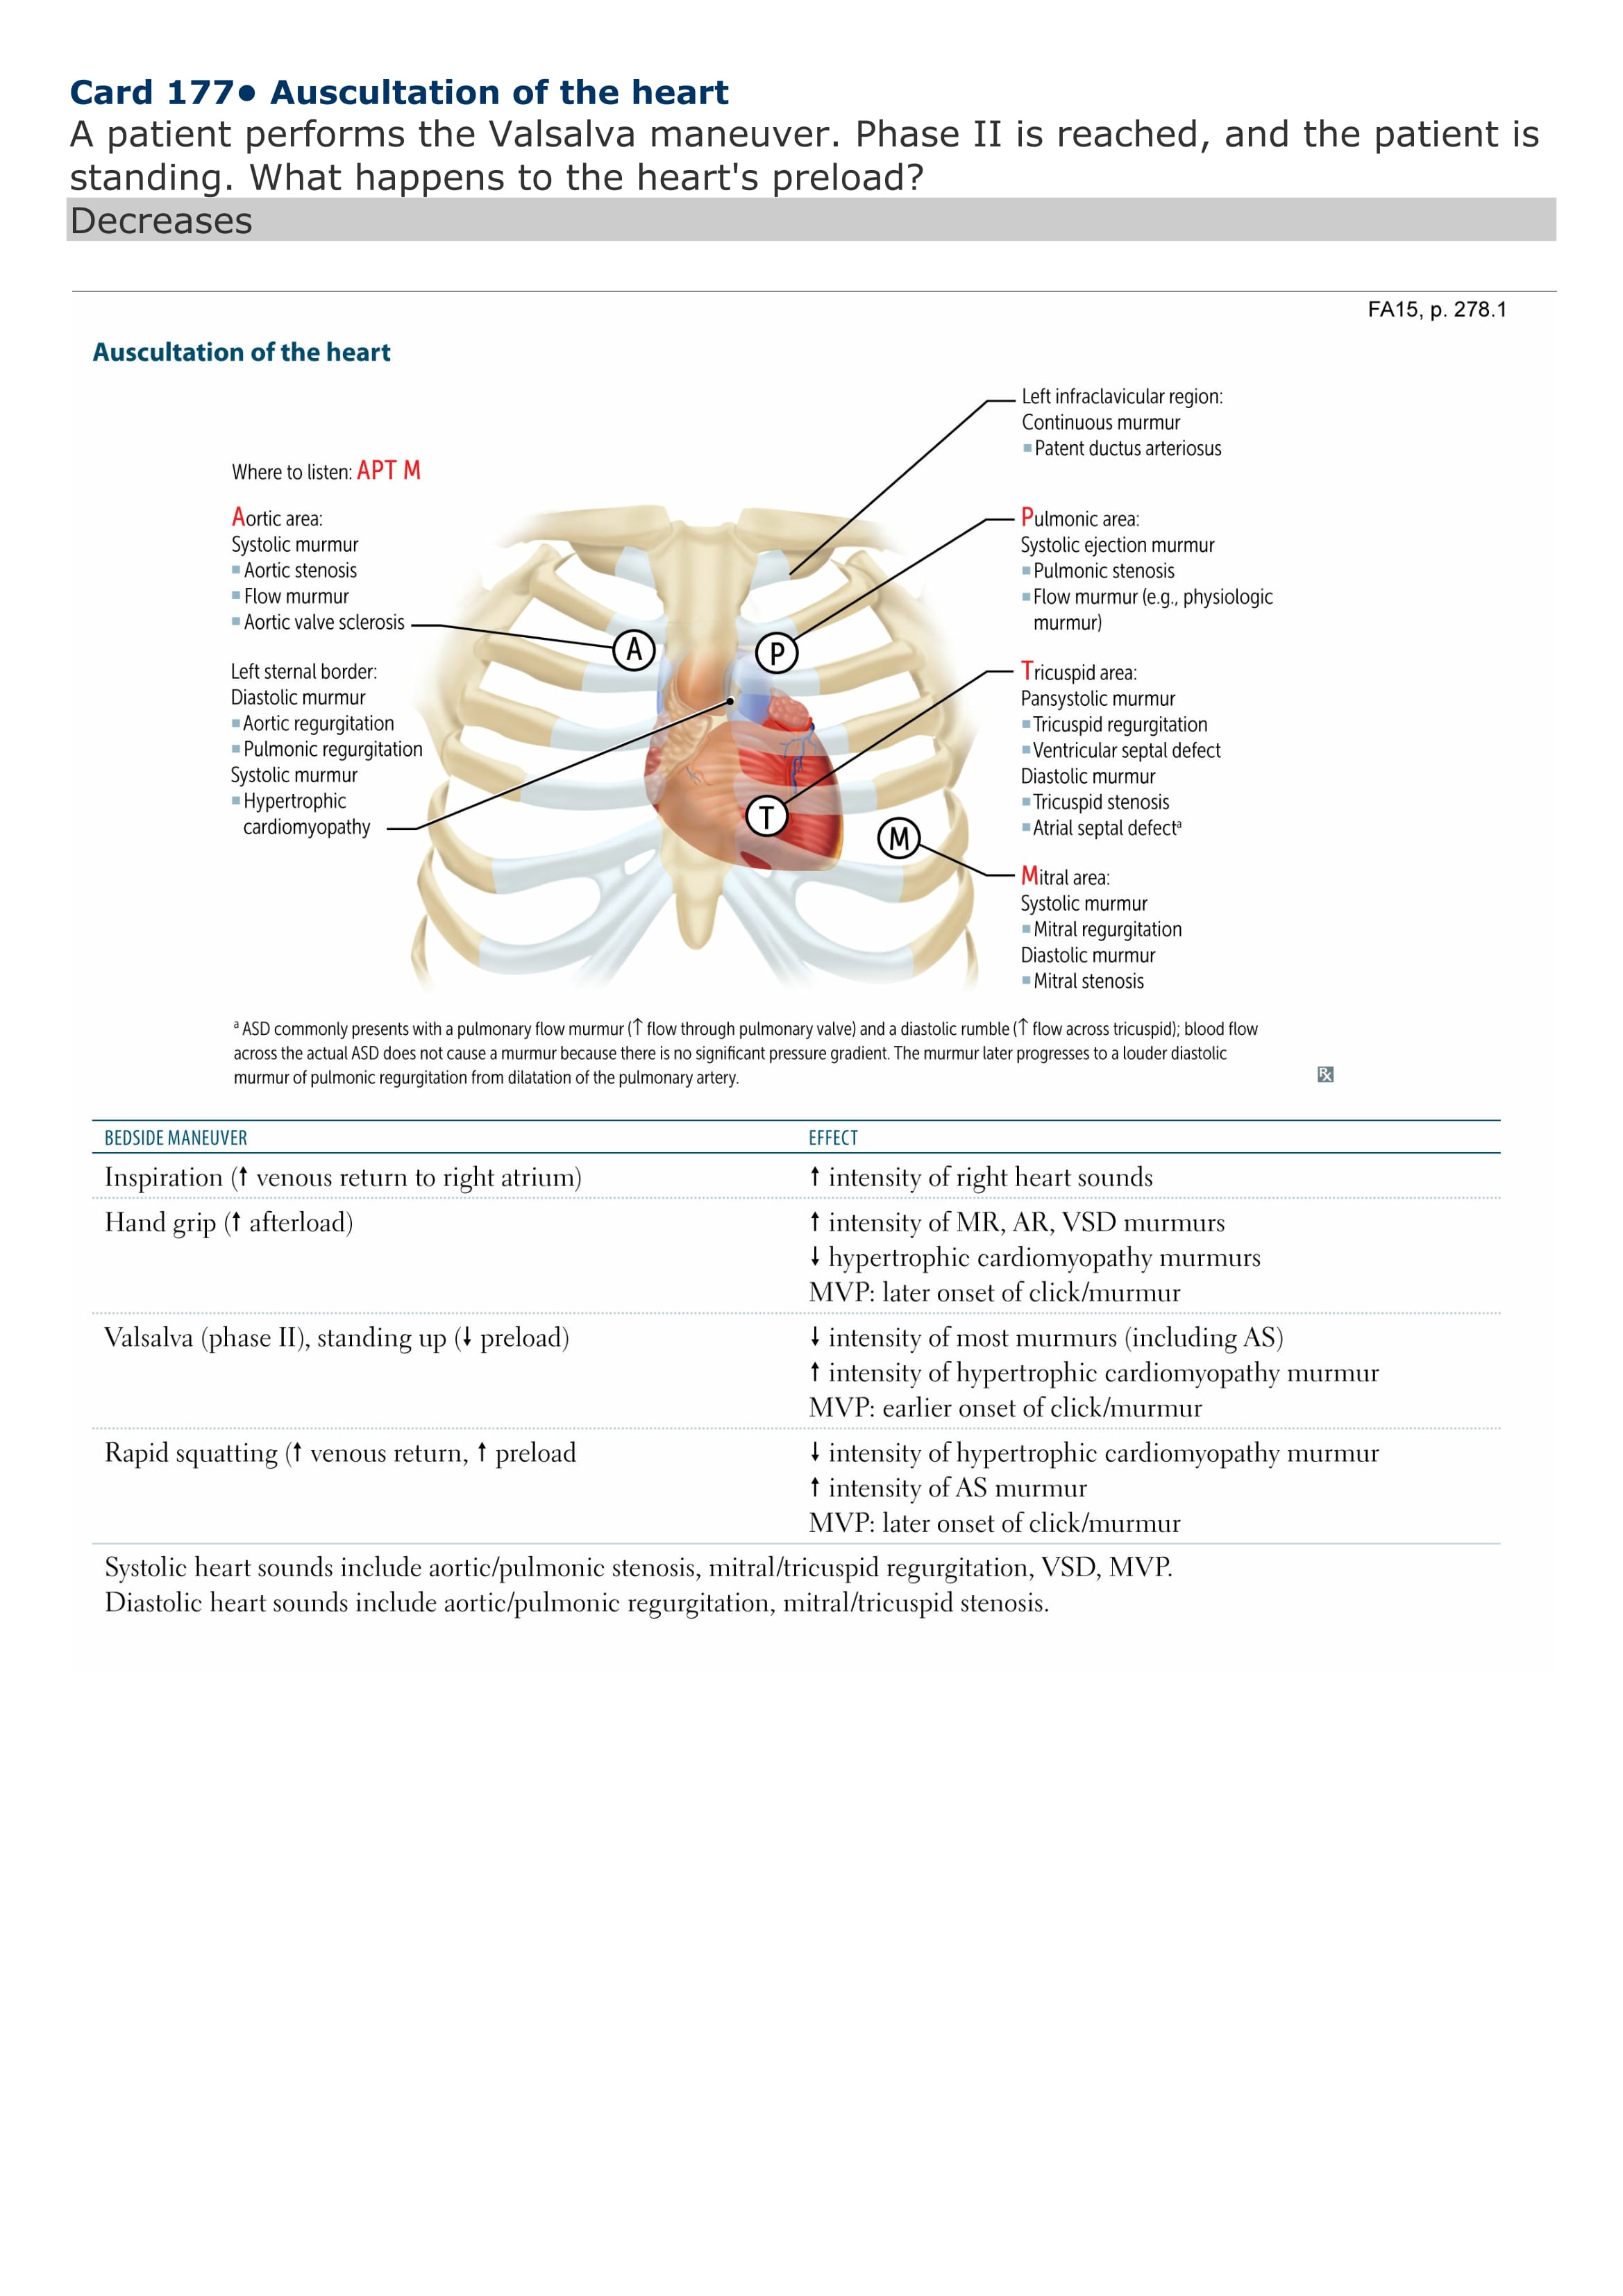 Card 177• Auscultation of the heart
A patient performs the Valsalva maneuver. Phase II is reached, and the patient is
standing. What happens to the heart's preload?
Decreases
FA15, p. 278.1
Auscultation of the heart
Where to listen: APT M
Aortic area:
Systolic murmur
▪ Aortic stenosis
▪ Flow murmur
▪ Aortic valve sclerosis
Left sternal border:
Diastolic murmur
▪ Aortic regurgitation
▪ Pulmonic regurgitation
Systolic murmur
▪ Hypertrophic
cardiomyopathy
Left infraclavicular region:
Continuous murmur
▪ Patent ductus arteriosus
Pulmonic area:
Systolic ejection murmur
▪ Pulmonic stenosis
▪ Flow murmur (e.g., physiologic
murmur)
Tricuspid area:
Pansystolic murmur
▪ Tricuspid regurgitation
▪ Ventricular septal defect
Diastolic murmur
▪ Tricuspid stenosis
▪ Atrial septal defectᵃ
Mitral area:
Systolic murmur
▪ Mitral regurgitation
Diastolic murmur
▪ Mitral stenosis
A
P
T
M
ᵃ ASD commonly presents with a pulmonary flow murmur (↑ flow through pulmonary valve) and a diastolic rumble (↑ flow across tricuspid); blood flow
across the actual ASD does not cause a murmur because there is no significant pressure gradient. The murmur later progresses to a louder diastolic
murmur of pulmonic regurgitation from dilatation of the pulmonary artery.
Rx
BEDSIDE MANEUVER EFFECT
Inspiration (↑ venous return to right atrium) ↑ intensity of right heart sounds
Hand grip (↑ afterload) ↑ intensity of MR, AR, VSD murmurs
↓ hypertrophic cardiomyopathy murmurs
MVP: later onset of click/murmur
Valsalva (phase II), standing up (↓ preload) ↓ intensity of most murmurs (including AS)
↑ intensity of hypertrophic cardiomyopathy murmur
MVP: earlier onset of click/murmur
Rapid squatting (↑ venous return, ↑ preload ↓ intensity of hypertrophic cardiomyopathy murmur
↑ intensity of AS murmur
MVP: later onset of click/murmur
Systolic heart sounds include aortic/pulmonic stenosis, mitral/tricuspid regurgitation, VSD, MVP.
Diastolic heart sounds include aortic/pulmonic regurgitation, mitral/tricuspid stenosis.